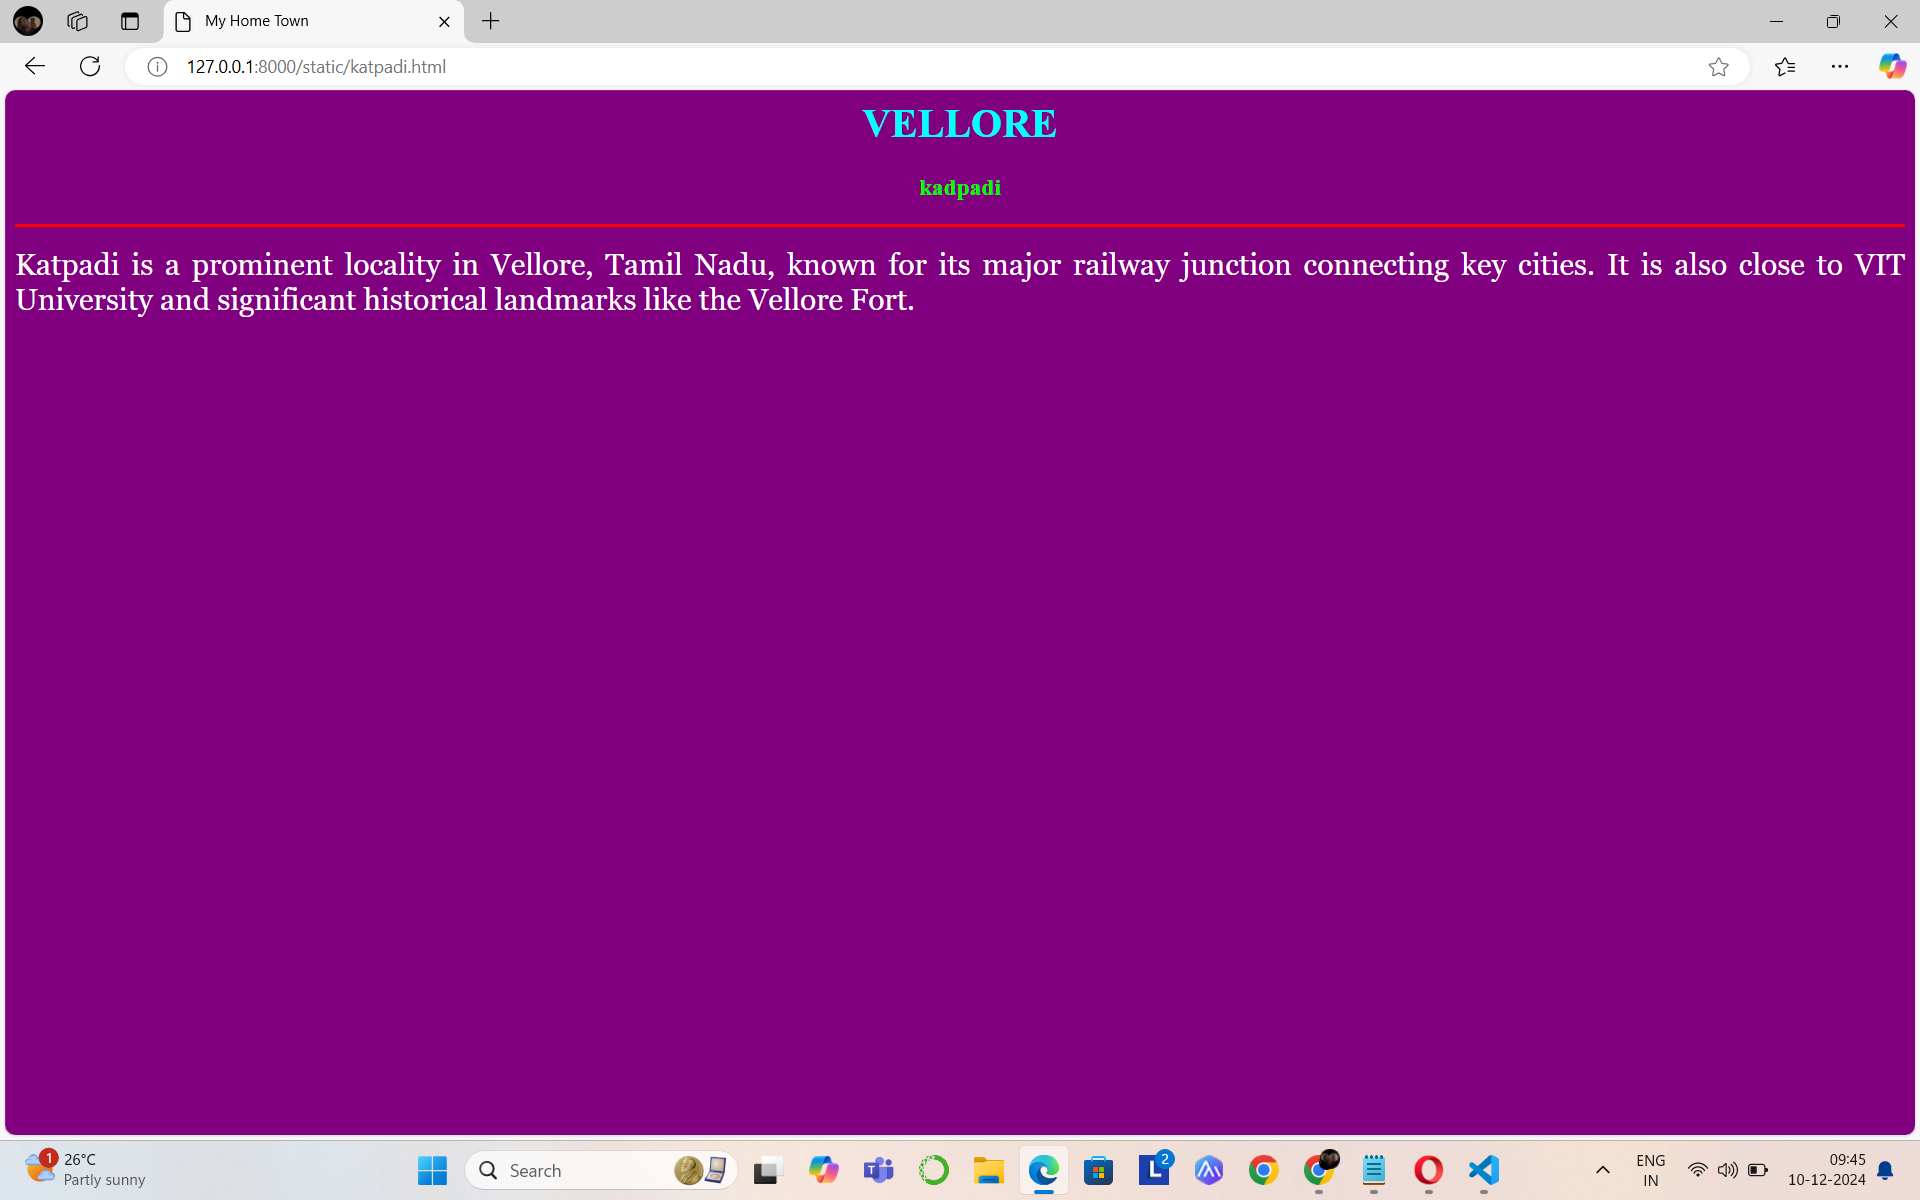 My Home Town
127.0.0.1:8000/static/katpadi.html
VELLORE
kadpadi
Katpadi is a prominent locality in Vellore, Tamil Nadu, known for its major railway junction connecting key cities. It is also close to VIT
University and significant historical landmarks like the Vellore Fort.
1
26°C
Partly sunny
Search
T
L
2
ENG
IN
09:45
10-12-2024